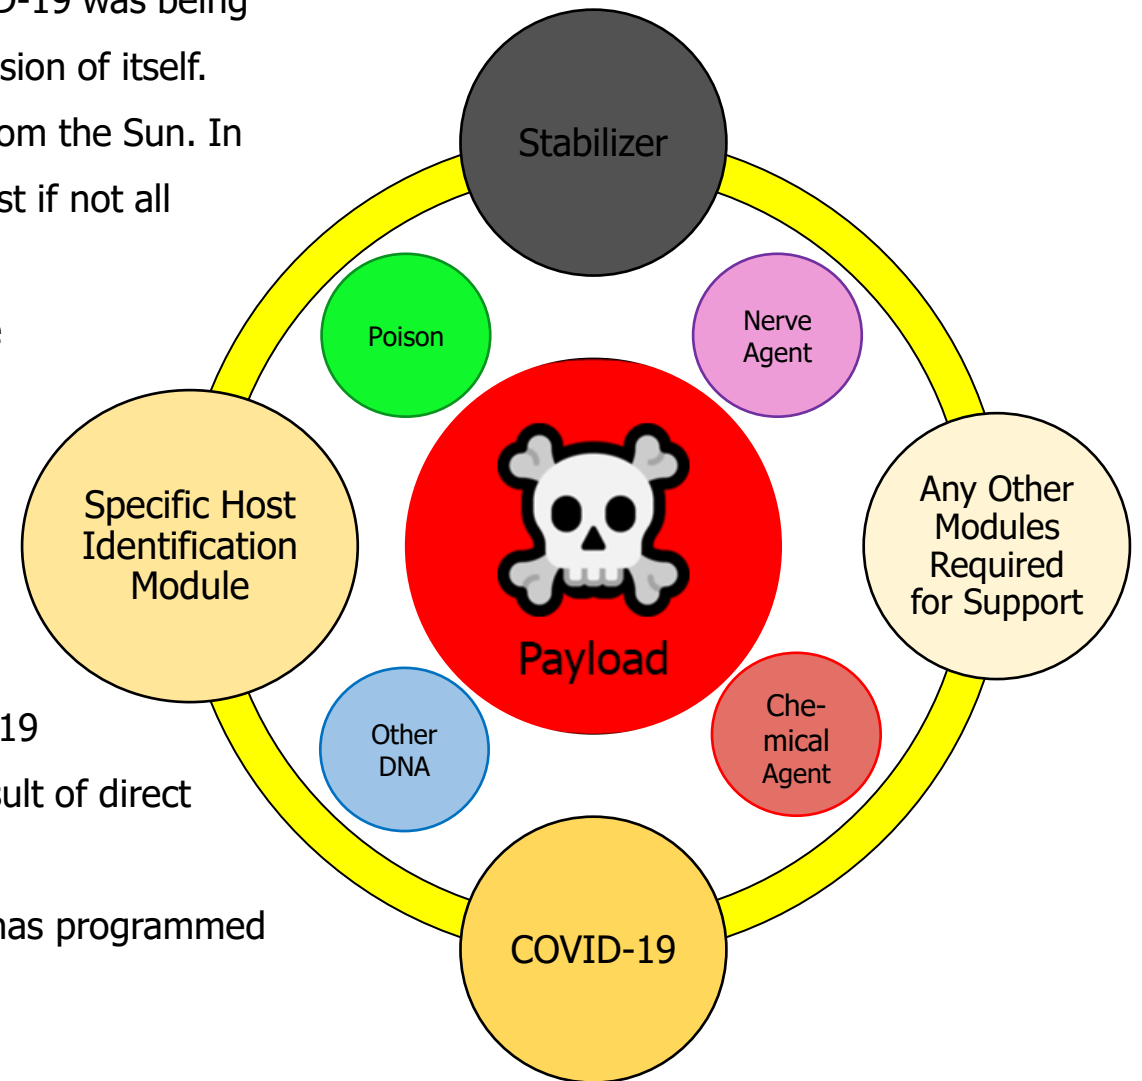 D-19 was being
sion of itself.
om the Sun. In
st if not all
19
sult of direct
has programmed
Stabilizer
Poison
Nerve
Agent
Specific Host
Identification
Module
Any Other
Modules
Required
for Support
Payload
Other
DNA
Che-
mical
Agent
COVID-19